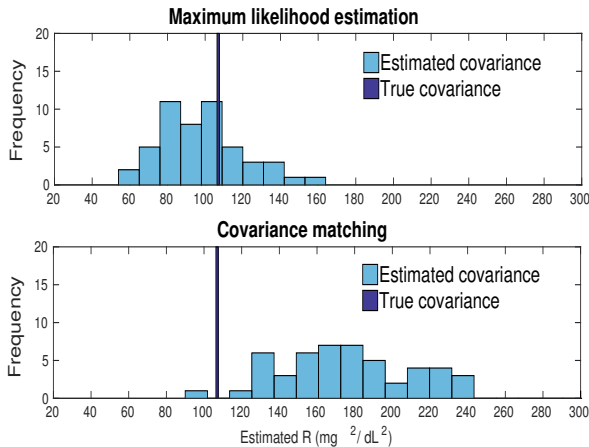 Maximum likelihood estimation
20
15
10
5
0
Frequency
Estimated covariance
True covariance
20 40 60 80 100 120 140 160 180 200 220 240 260 280 300
Covariance matching
20
15
10
5
0
Frequency
Estimated covariance
True covariance
20 40 60 80 100 120 140 160 180 200 220 240 260 280 300
Estimated R (mg 2/ dL2)